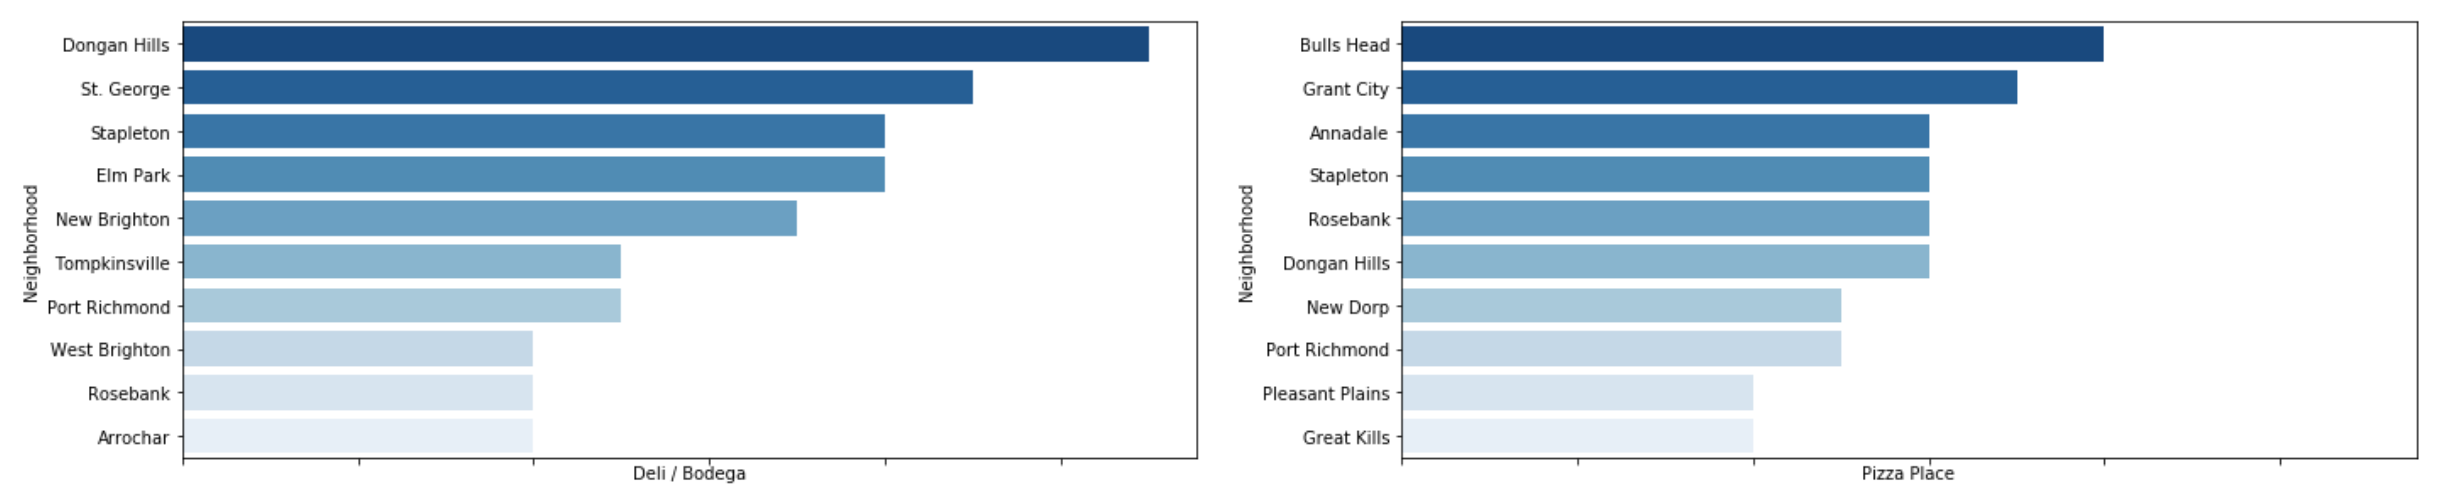 Dongan Hills
St. George
Stapleton
Elm Park
New Brighton
Tompkinsville
Port Richmond
West Brighton
Rosebank
Arrochar
Neighborhood
Deli / Bodega
Bulls Head
Grant City
Annadale
Stapleton
Rosebank
Dongan Hills
New Dorp
Port Richmond
Pleasant Plains
Great Kills
Neighborhood
Pizza Place